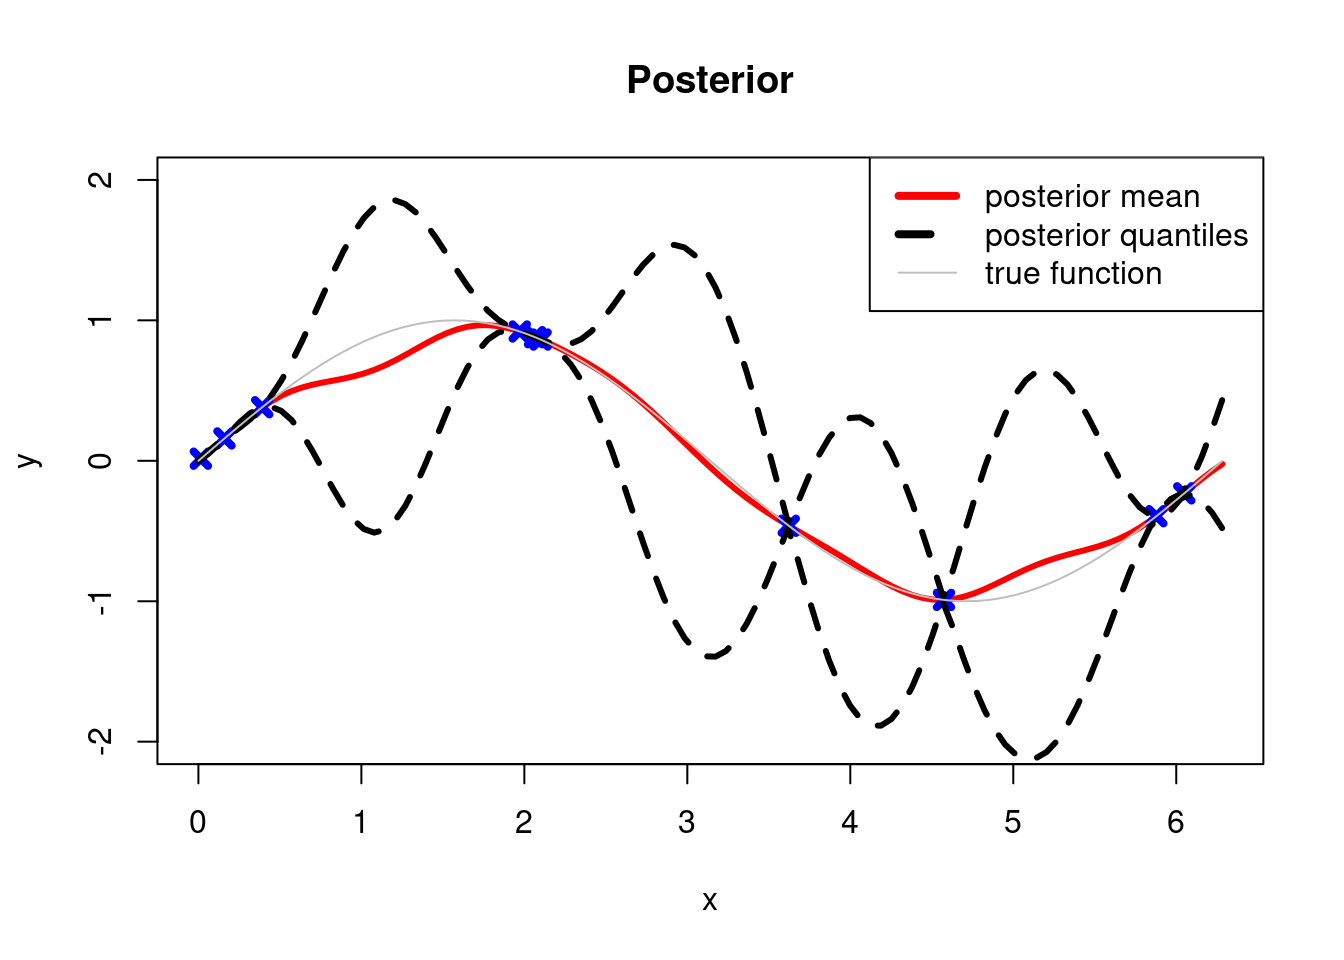 Posterior
posterior mean
posterior quantiles
true function
y
2
1
0
-1
-2
0 1 2 3 4 5 6
x